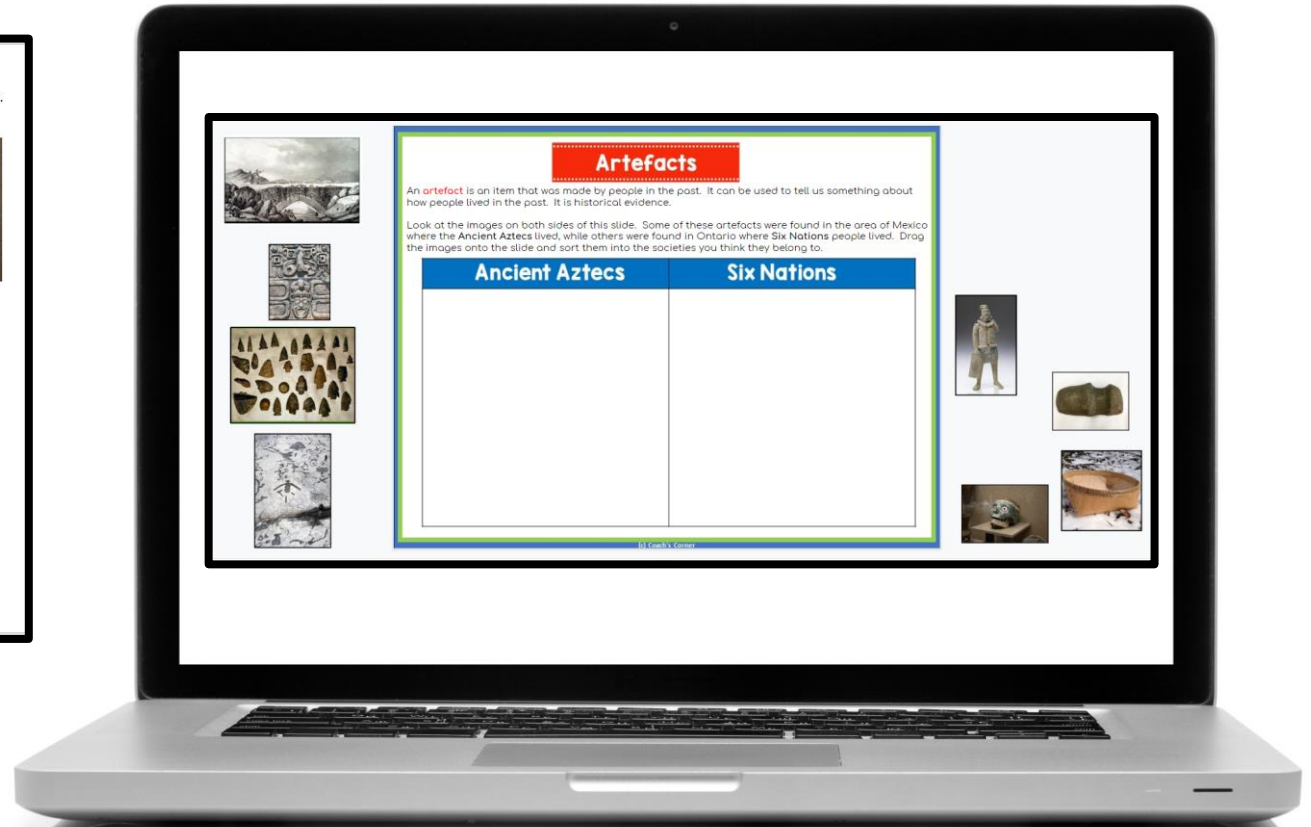 Artefacts
An artefact is an item that was made by people in the past. It can be used to tell us something about
how people lived in the past. It is historical evidence.
Look at the images on both sides of this slide. Some of these artefacts were found in the area of Mexico
where the Ancient Aztecs lived, while others were found in Ontario where Six Nations people lived. Drag
the images onto the slide and sort them into the societies you think they belong to.
Ancient Aztecs
Six Nations
(c) Coach's Corner